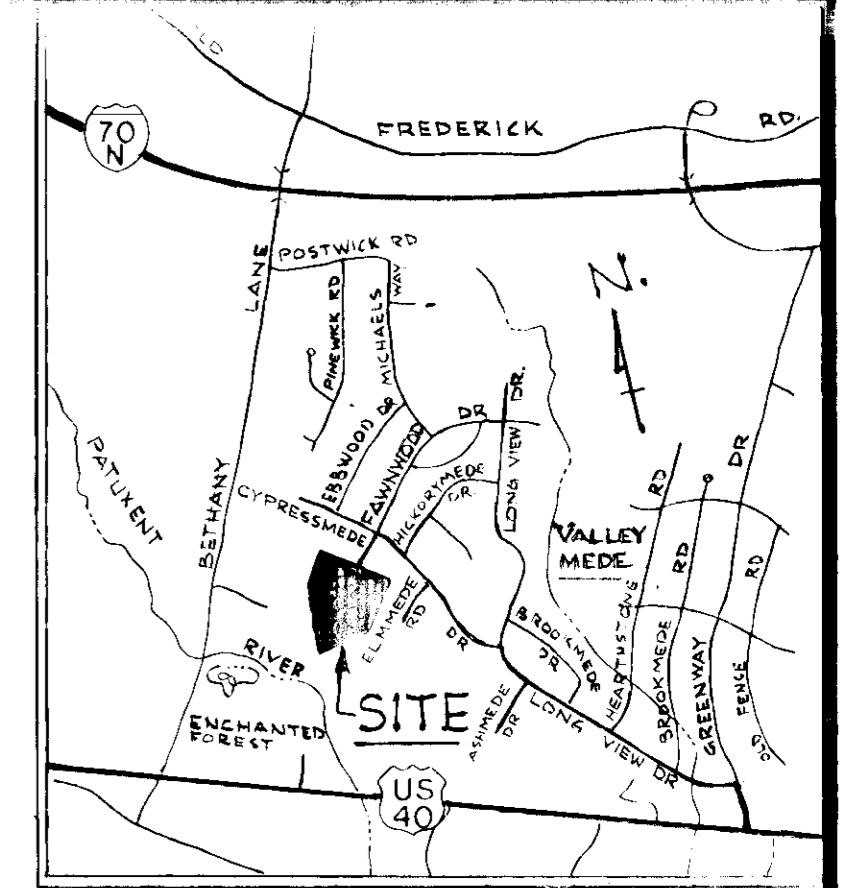 LD
FREDERICK RD.
70
N
LANE
POSTWICK RD
PINEWICK RD
MICHAELS WAY
N.
EBBWOOD DR
FAWNWOOD DR
LONG VIEW DR.
HICKORYMEDE DR.
CYPRESSMEDE
PATUXENT
BETHANY
VALLEY
MEDE
RD
RD
DR
RD
ELMMEDE
RD
DR
BROOKMEDE
DR
HEARTHSTONE
BROOKMEDE
GREENWAY
OLD FENCE
RIVER
SITE
ASHMEDE
DR
LONG
VIEW DR
ENCHANTED
FOREST
US
40